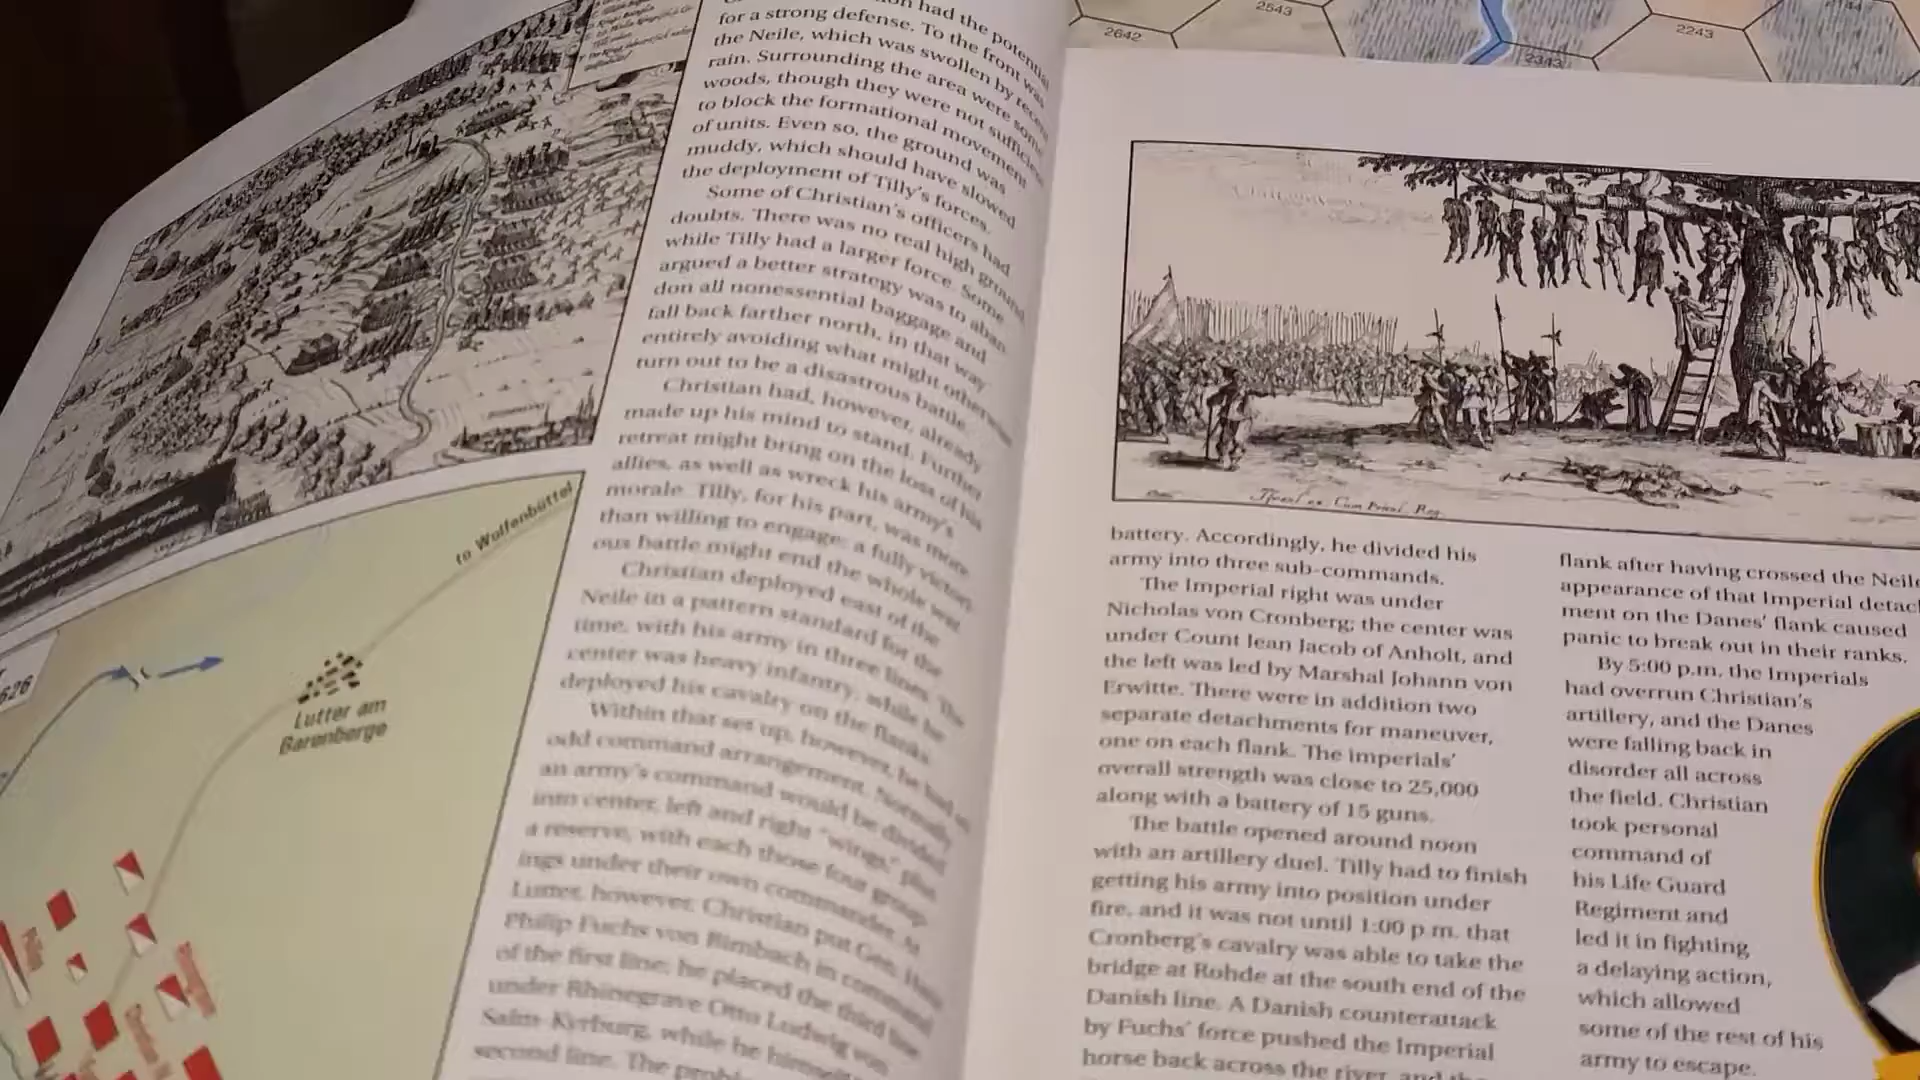 had the potential
for a strong defense. To the front was
the Neile, which was swollen by recent
rain. Surrounding the area were some
woods, though they were not sufficient
to block the formational movement
of units. Even so, the ground was
muddy, which should have slowed
the deployment of Tilly's forces.
Some of Christian's officers had
doubts. There was no real high ground
while Tilly had a larger force. Some
argued a better strategy was to aban-
don all nonessential baggage and
fall back farther north, in that way
entirely avoiding what might otherwise
turn out to be a disastrous battle.
Christian had, however, already
made up his mind to stand. Further
retreat might bring on the loss of his
allies, as well as wreck his army's
morale. Tilly, for his part, was more
than willing to engage: a fully victori-
ous battle might end the whole war.
Christian deployed east of the
Neile in a pattern standard for the
time, with his army in three lines. The
center was heavy infantry, while he
deployed his cavalry on the flanks.
Within that set up, however, he had an
odd command arrangement. Normally
an army's command would be divided
into center, left and right "wings," plus
a reserve, with each those four group-
ings under their own commander. At
Lutter, however, Christian put Gen. Hans
Philip Fuchs von Bimbach in command
of the first line; he placed the third line
under Rhinegrave Otto Ludwig von
Salm-Kyrburg, while he himself
second line. The
to Wolfenbüttel
Lutter am
Barenberge
626
2642
2543
2343
2243
battery. Accordingly, he divided his
army into three sub-commands.
The Imperial right was under
Nicholas von Cronberg; the center was
under Count Jean Jacob of Anholt, and
the left was led by Marshal Johann von
Erwitte. There were in addition two
separate detachments for maneuver,
one on each flank. The imperials'
overall strength was close to 25,000
along with a battery of 15 guns.
The battle opened around noon
with an artillery duel. Tilly had to finish
getting his army into position under
fire, and it was not until 1:00 p.m. that
Cronberg's cavalry was able to take the
bridge at Rohde at the south end of the
Danish line. A Danish counterattack
by Fuchs' force pushed the Imperial
horse back across the river, and the
flank after having crossed the Neile
appearance of that Imperial detach
ment on the Danes' flank caused
panic to break out in their ranks.
By 5:00 p.m. the Imperials
had overrun Christian's
artillery, and the Danes
were falling back in
disorder all across
the field. Christian
took personal
command of
his Life Guard
Regiment and
led it in fighting
a delaying action,
which allowed
some of the rest of his
army to escape.